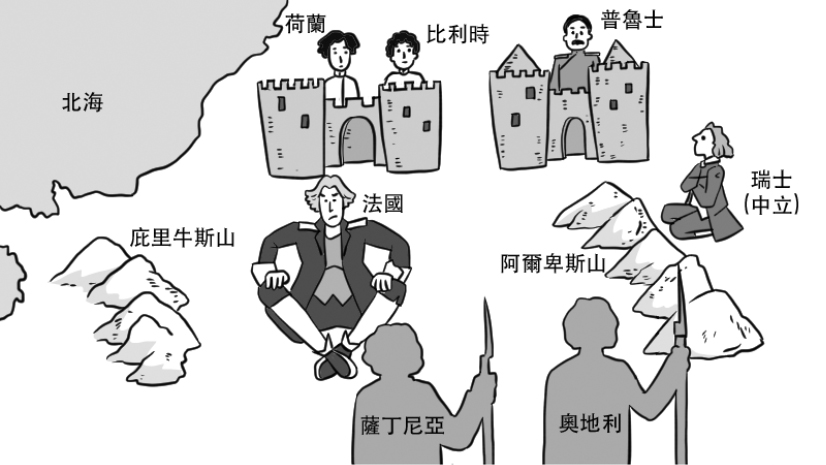 荷蘭
比利時
普魯士
北海
瑞士
(中立)
法國
庇里牛斯山
阿爾卑斯山
薩丁尼亞
奧地利